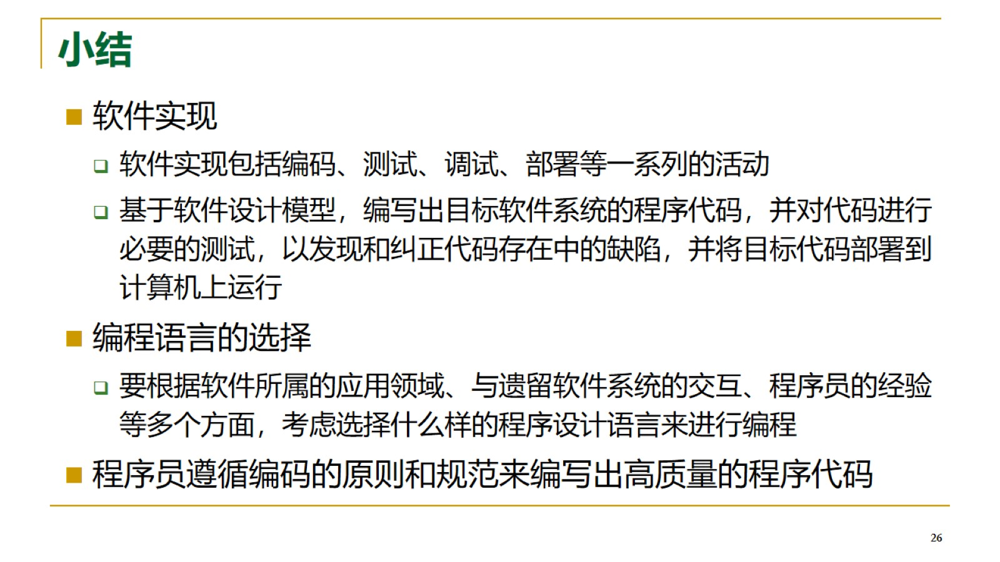 小结
软件实现
软件实现包括编码、测试、调试、部署等一系列的活动
基于软件设计模型，编写出目标软件系统的程序代码，并对代码进行
必要的测试，以发现和纠正代码存在中的缺陷，并将目标代码部署到
计算机上运行
编程语言的选择
要根据软件所属的应用领域、与遗留软件系统的交互、程序员的经验
等多个方面，考虑选择什么样的程序设计语言来进行编程
程序员遵循编码的原则和规范来编写出高质量的程序代码
26